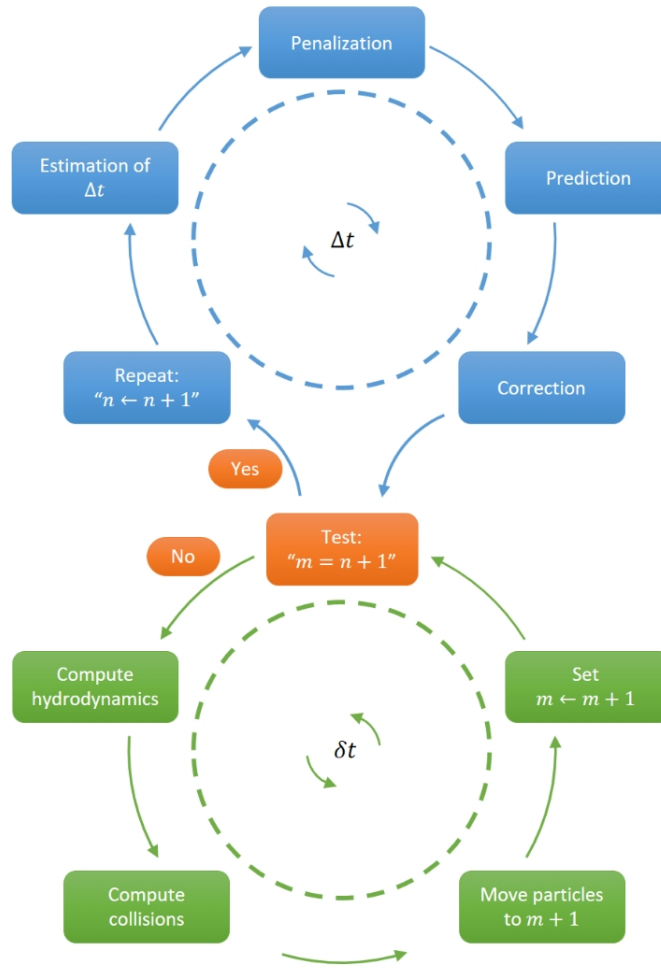 Penalization
Estimation of
Δt
Prediction
Δt
Repeat:
“n ← n + 1”
Correction
Yes
Test:
“m = n + 1”
No
Compute
hydrodynamics
Set
m ← m + 1
δt
Compute
collisions
Move particles
to m + 1